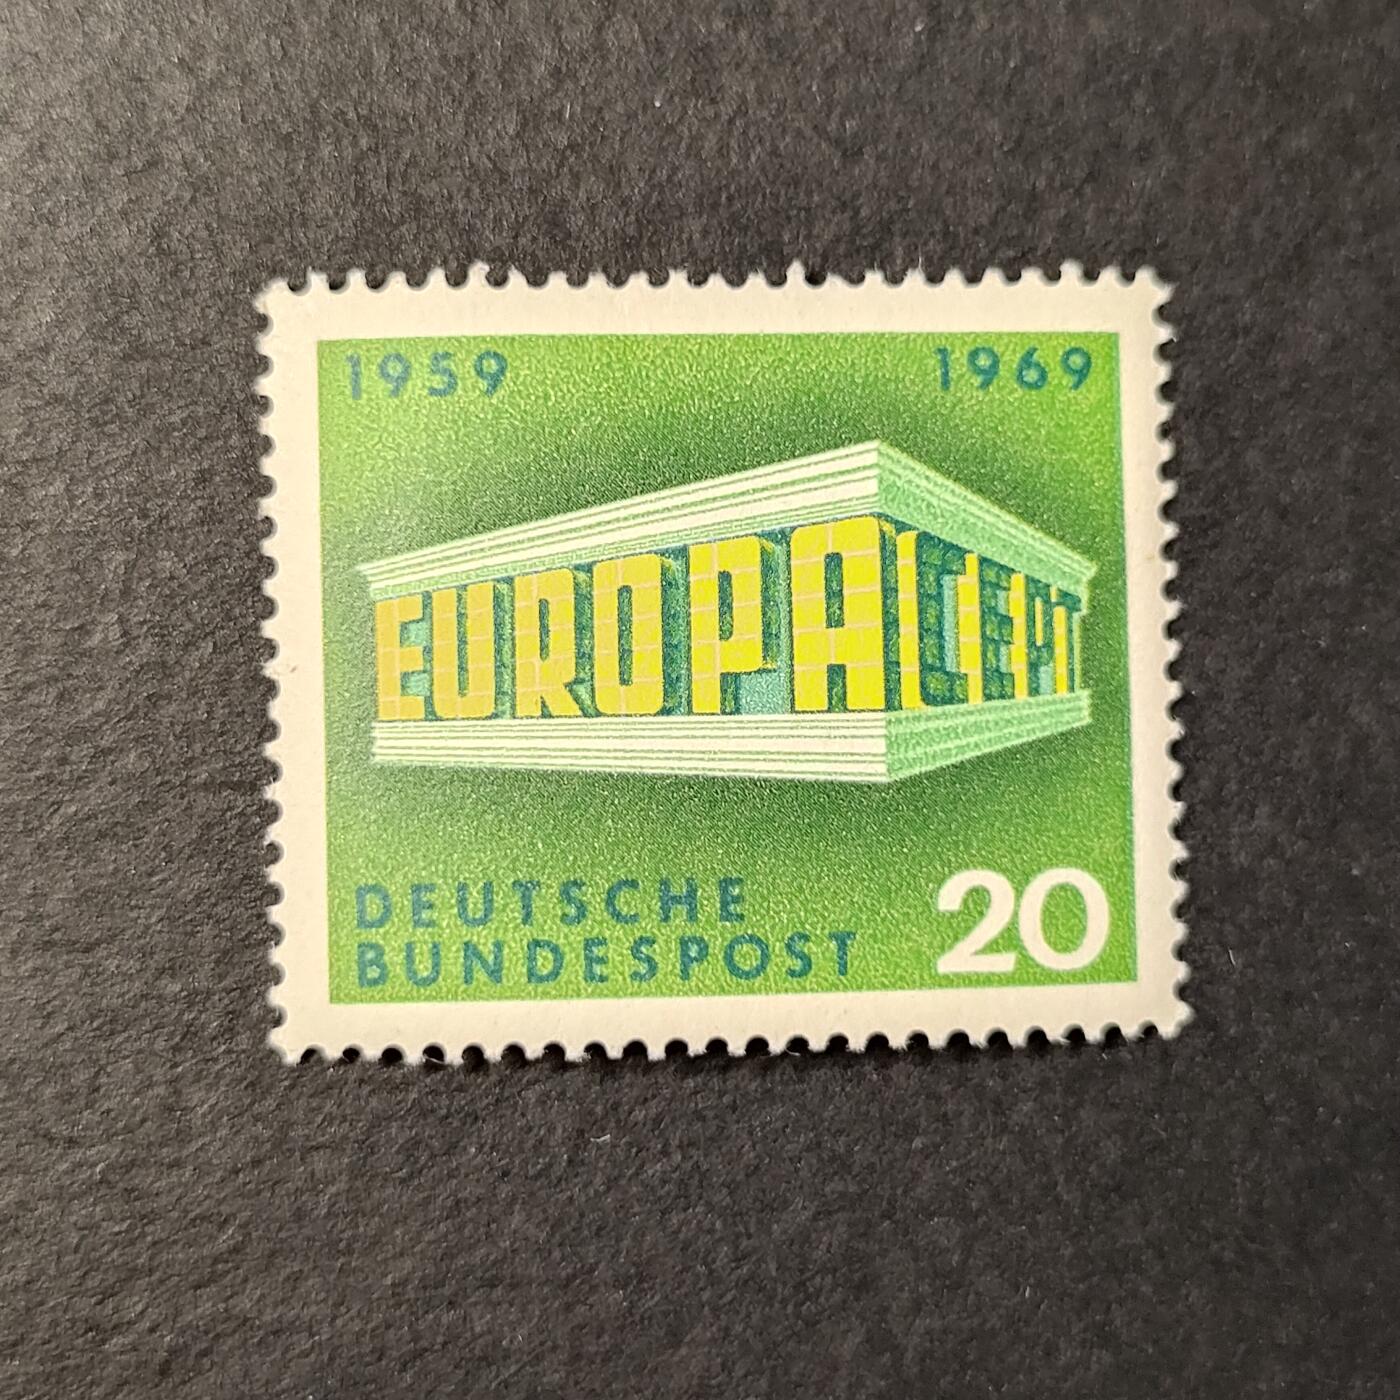 1959 1969
EUROPA CEPT
DEUTSCHE
BUNDESPOST 20